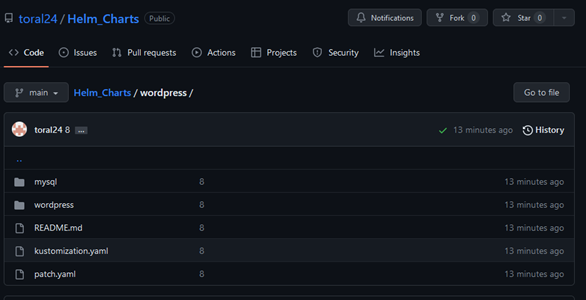 toral24 / Helm_Charts Public Notifications Fork 0 Star 0
Code Issues Pull requests Actions Projects Security Insights
main Helm_Charts / wordpress / Go to file
toral24 8 ... 13 minutes ago History
..
mysql 8 13 minutes ago
wordpress 8 13 minutes ago
README.md 8 13 minutes ago
kustomization.yaml 8 13 minutes ago
patch.yaml 8 13 minutes ago